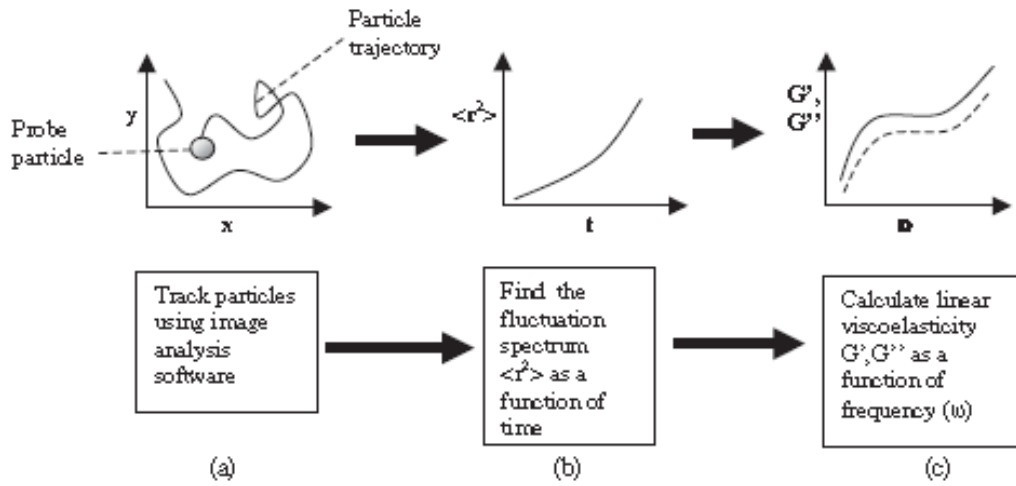 Particle
trajectory
y
Probe
particle
x
<r²>
t
G',
G''
Track particles
using image
analysis
software
Find the
fluctuation
spectrum
<r²> as a
function of
time
Calculate linear
viscoelasticity
G',G'' as a
function of
frequency (ω)
(a)
(b)
(c)